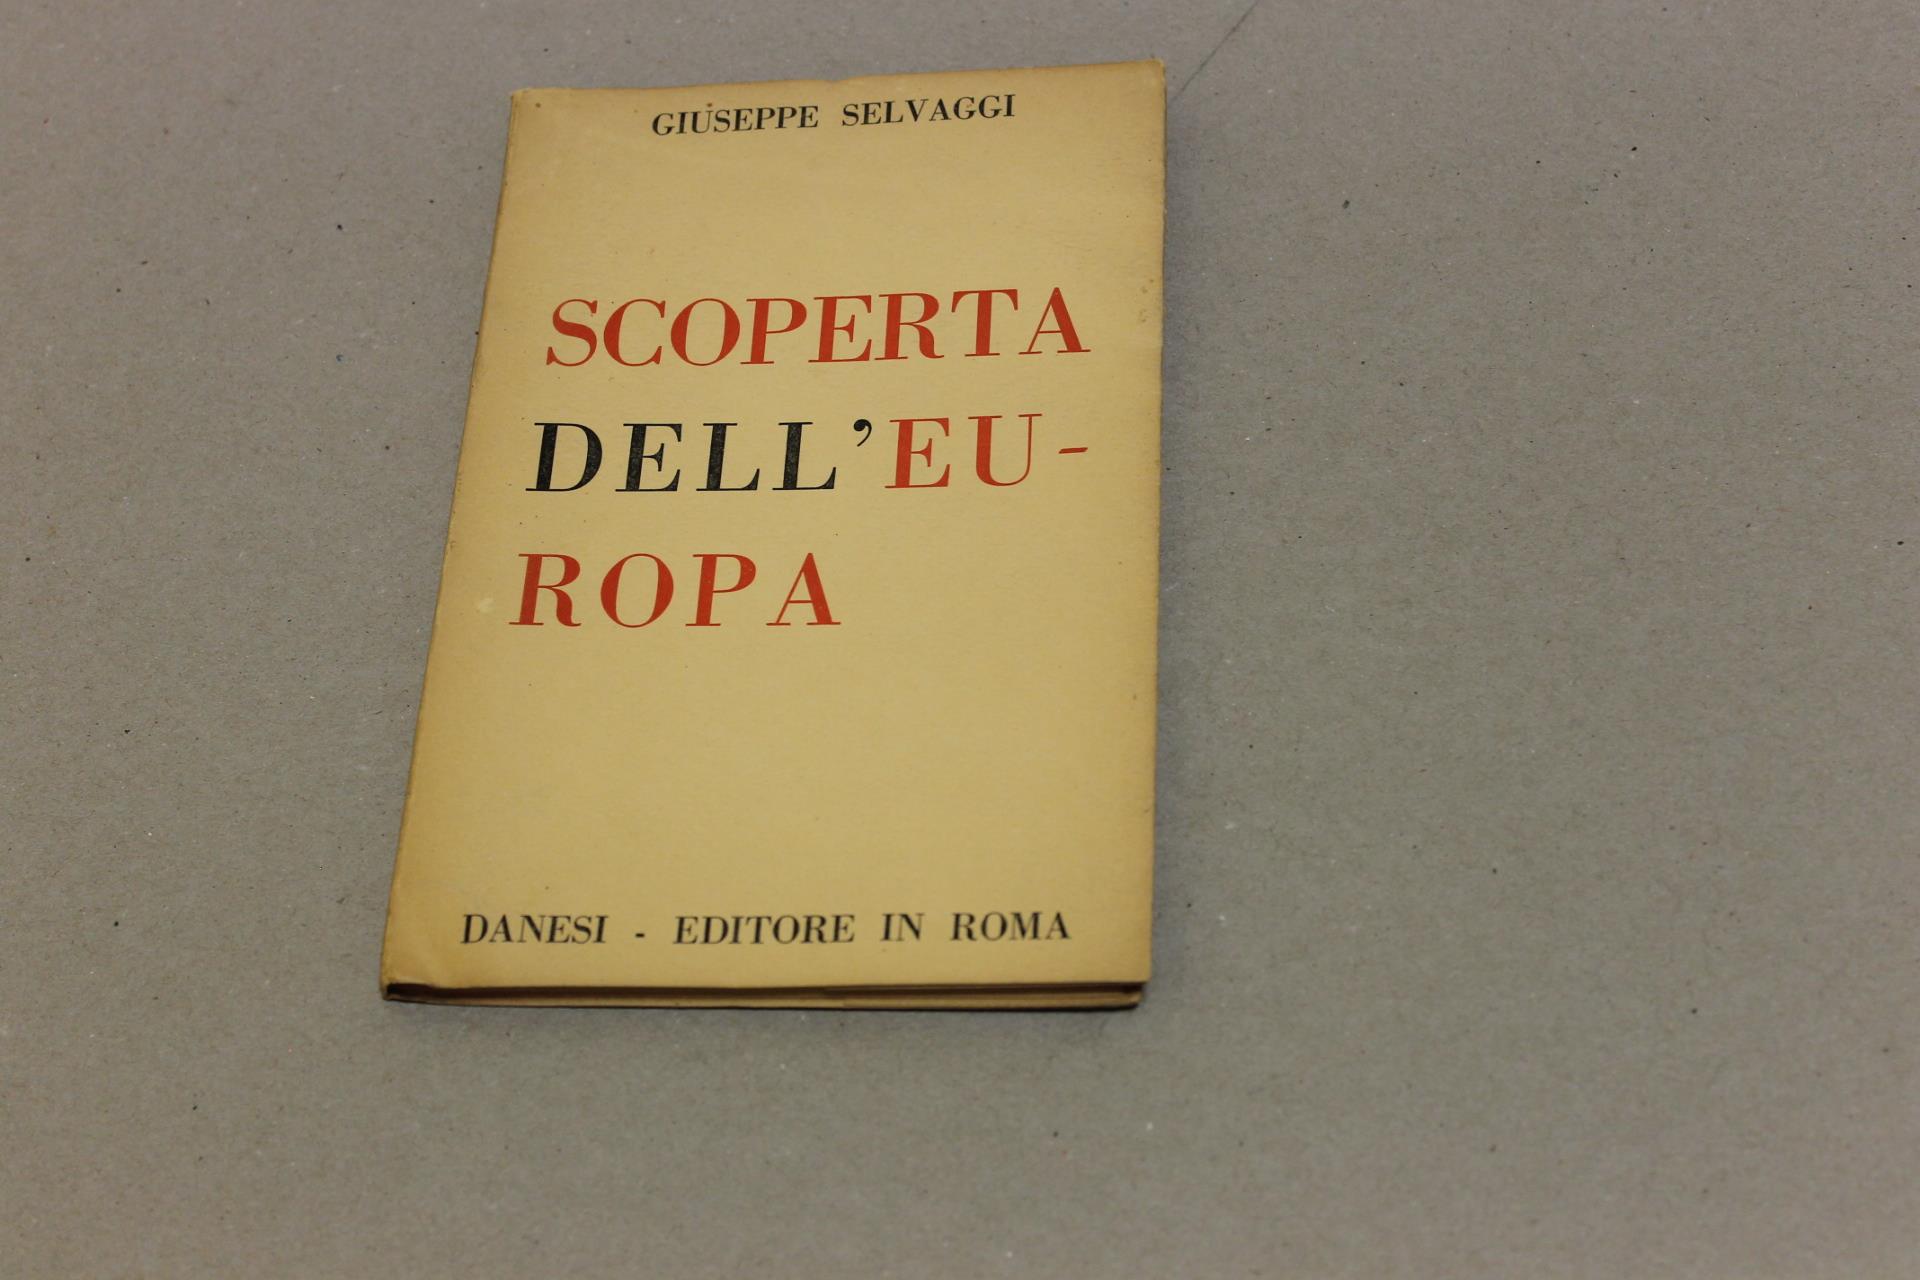 GIUSEPPE SELVAGGI
SCOPERTA
DELL'EU-
ROPA
DANESI - EDITORE IN ROMA